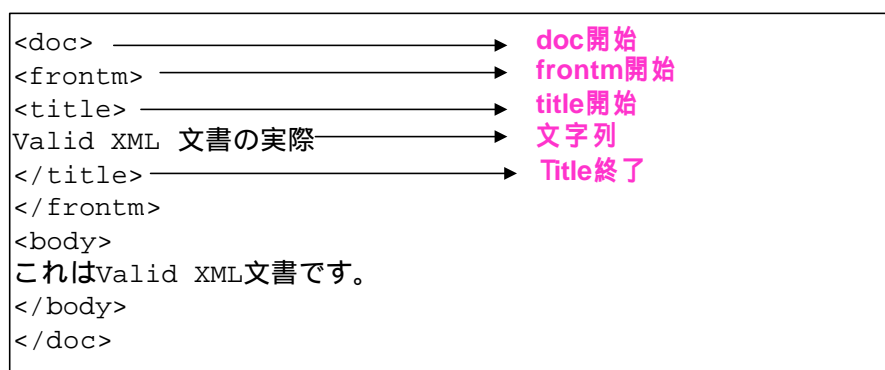 <doc> doc開始
<frontm> frontm開始
<title> title開始
Valid XML 文書の実際 文字列
</title> Title終了
</frontm>
<body>
これはValid XML文書です。
</body>
</doc>